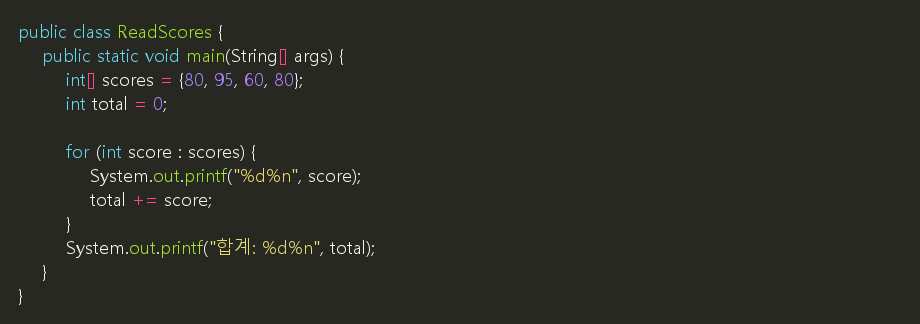 public class ReadScores {
    public static void main(String[] args) {
        int[] scores = {80, 95, 60, 80};
        int total = 0;

        for (int score : scores) {
            System.out.printf("%d%n", score);
            total += score;
        }
        System.out.printf("합계: %d%n", total);
    }
}